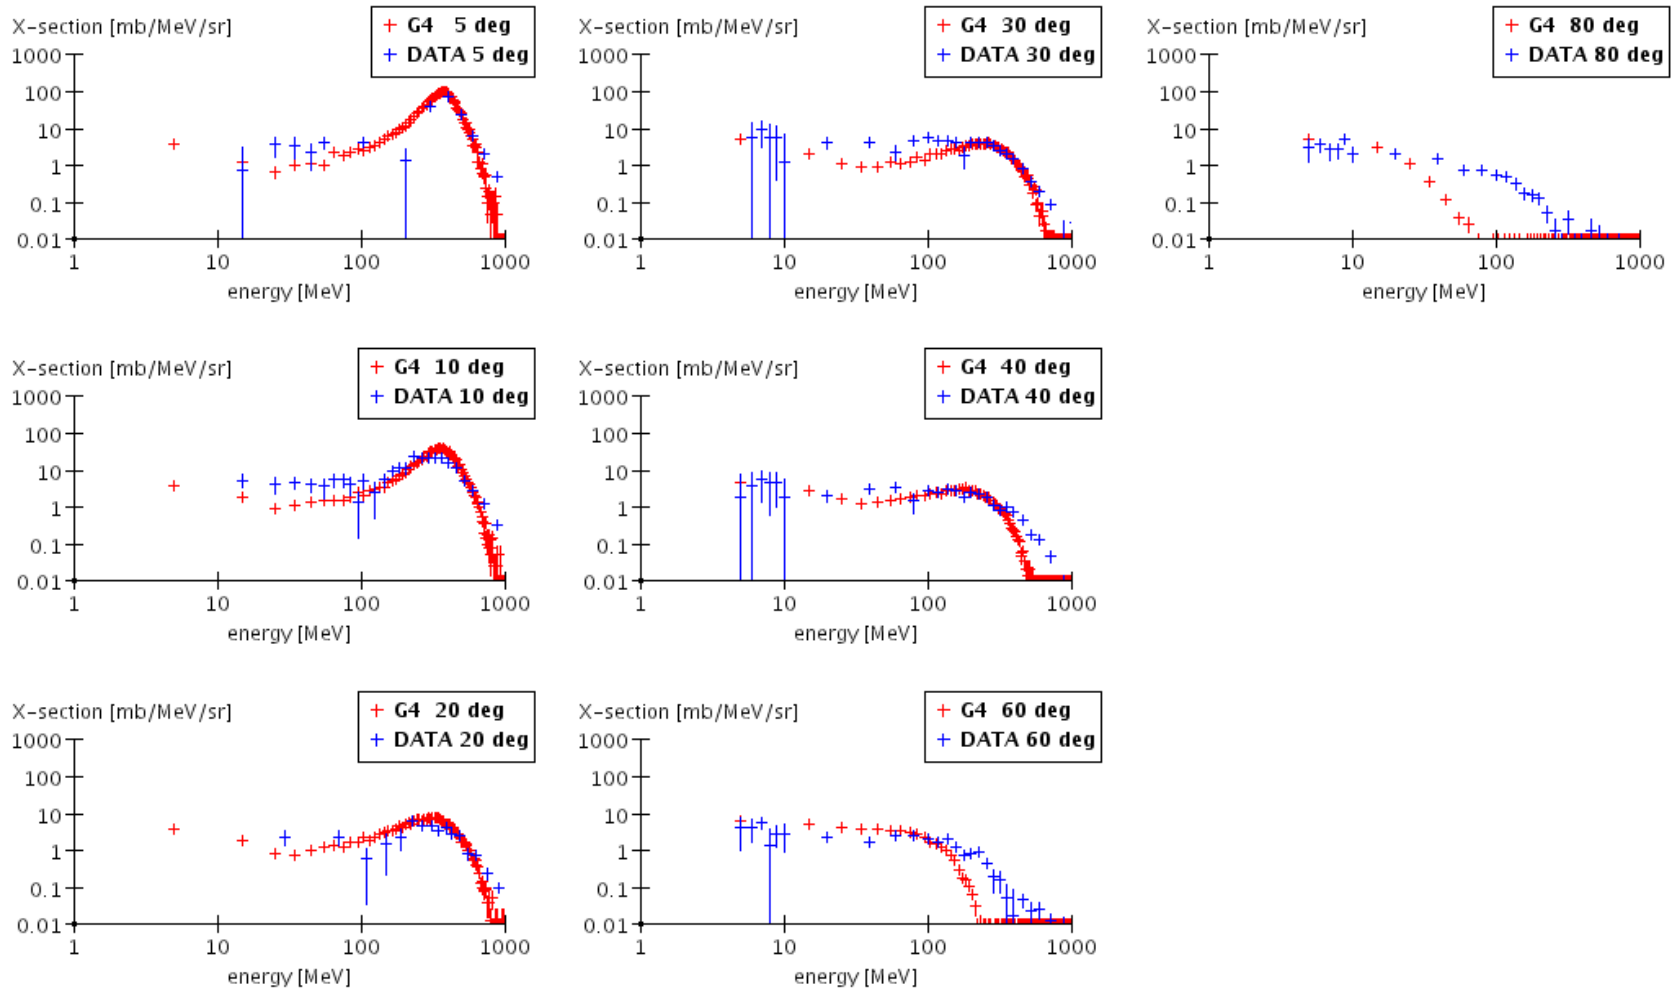 X-section [mb/MeV/sr]
G4 5 deg
DATA 5 deg
1000
100
10
1
0.1
0.01
1 10 100 1000
energy [MeV]
X-section [mb/MeV/sr]
G4 30 deg
DATA 30 deg
1000
100
10
1
0.1
0.01
1 10 100 1000
energy [MeV]
X-section [mb/MeV/sr]
G4 80 deg
DATA 80 deg
1000
100
10
1
0.1
0.01
1 10 100 1000
energy [MeV]
X-section [mb/MeV/sr]
G4 10 deg
DATA 10 deg
1000
100
10
1
0.1
0.01
1 10 100 1000
energy [MeV]
X-section [mb/MeV/sr]
G4 40 deg
DATA 40 deg
1000
100
10
1
0.1
0.01
1 10 100 1000
energy [MeV]
X-section [mb/MeV/sr]
G4 20 deg
DATA 20 deg
1000
100
10
1
0.1
0.01
1 10 100 1000
energy [MeV]
X-section [mb/MeV/sr]
G4 60 deg
DATA 60 deg
1000
100
10
1
0.1
0.01
1 10 100 1000
energy [MeV]